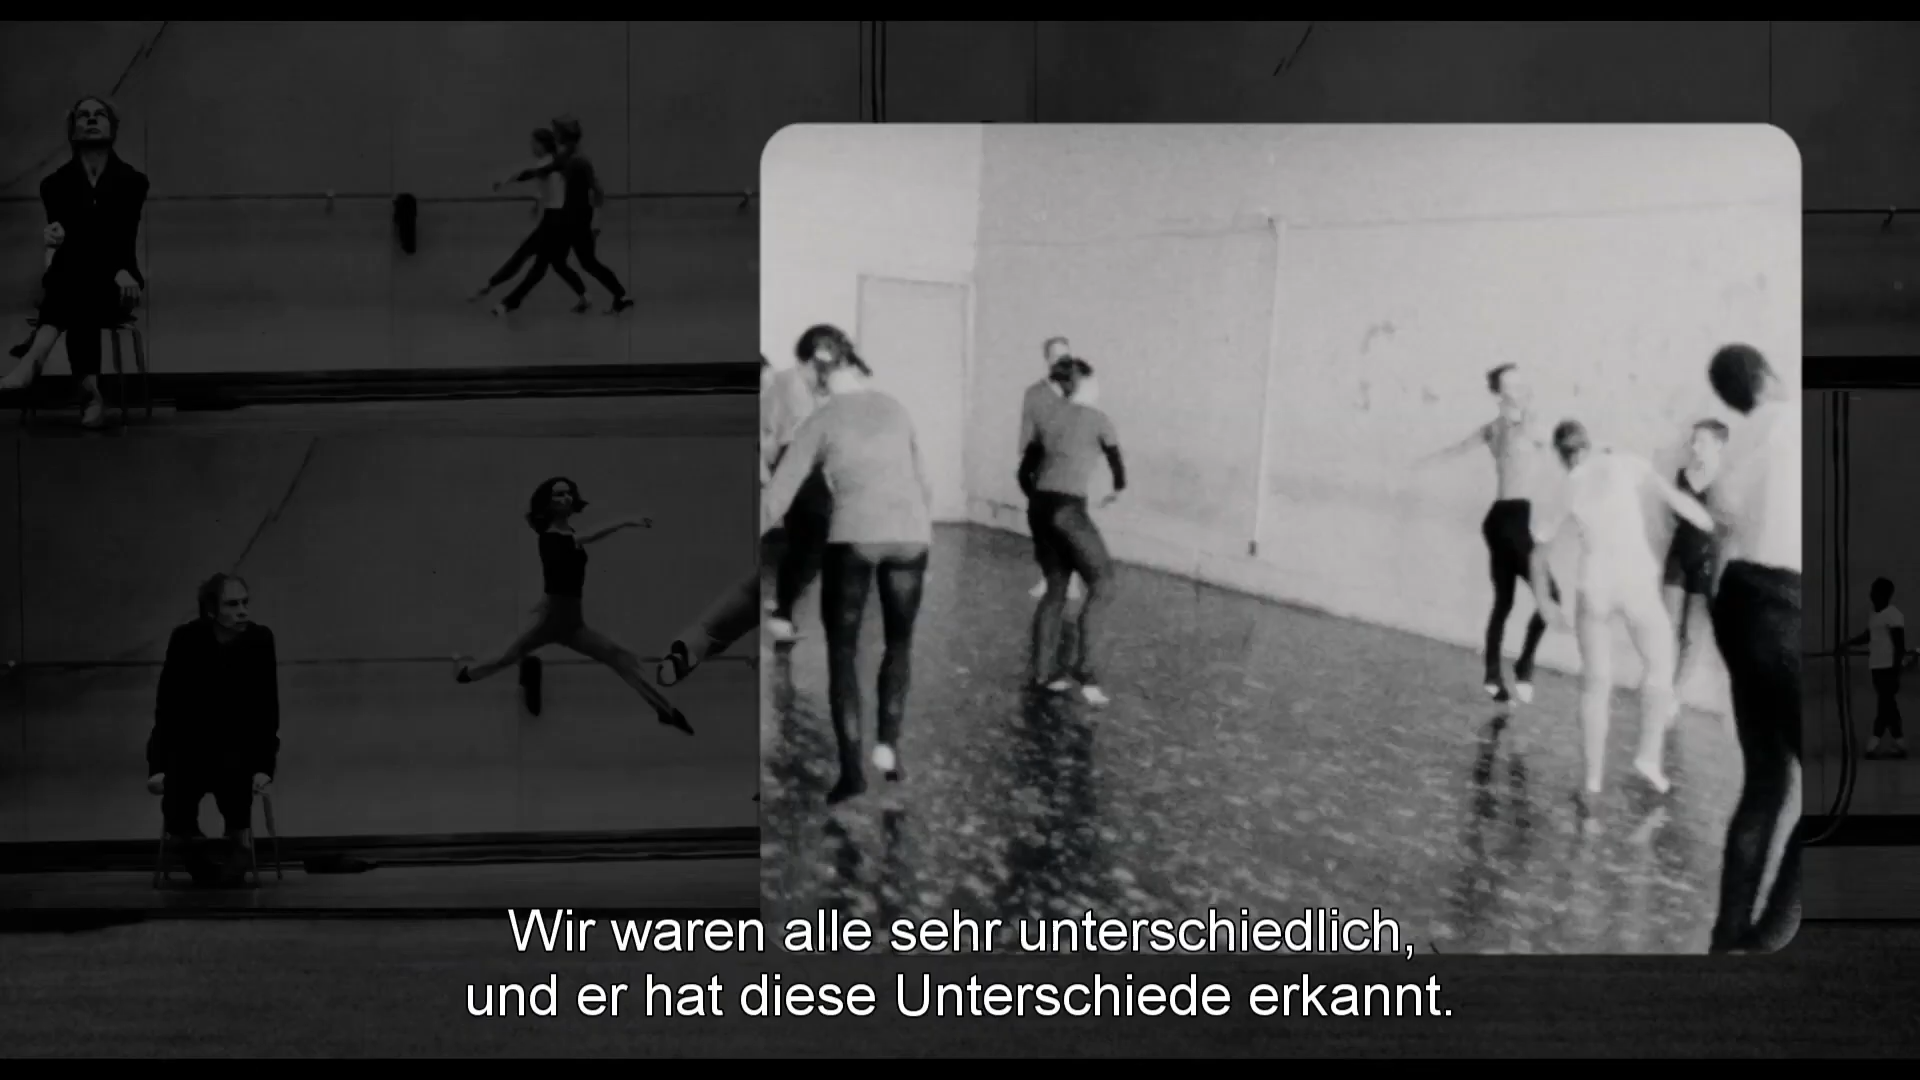 Wir waren alle sehr unterschiedlich,
und er hat diese Unterschiede erkannt.